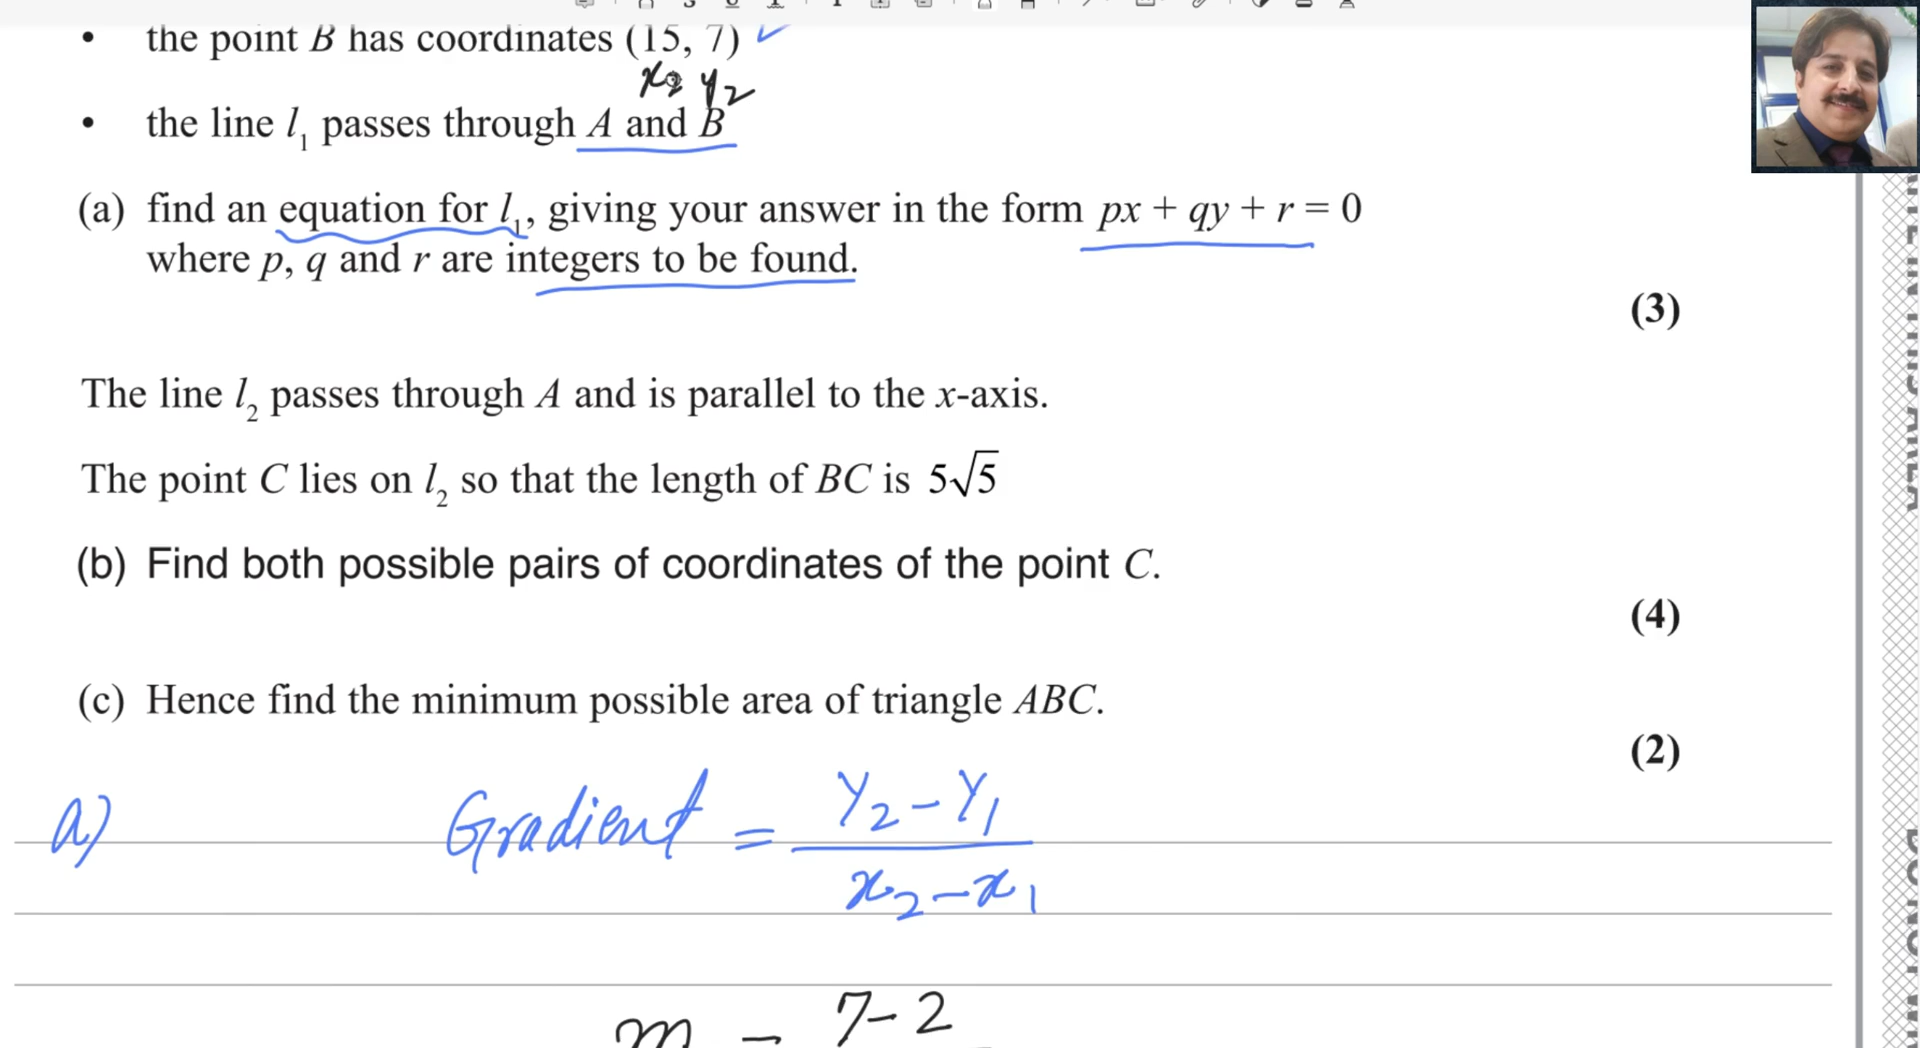 • the point B has coordinates (15, 7)
x₂ y₂
• the line l₁ passes through A and B
(a) find an equation for l₁, giving your answer in the form px + qy + r = 0
where p, q and r are integers to be found.
(3)
The line l₂ passes through A and is parallel to the x-axis.
The point C lies on l₂ so that the length of BC is 5√5
(b) Find both possible pairs of coordinates of the point C.
(4)
(c) Hence find the minimum possible area of triangle ABC.
(2)
a) Gradient = Y₂ - Y₁
x₂ - x₁
7 - 2
m =